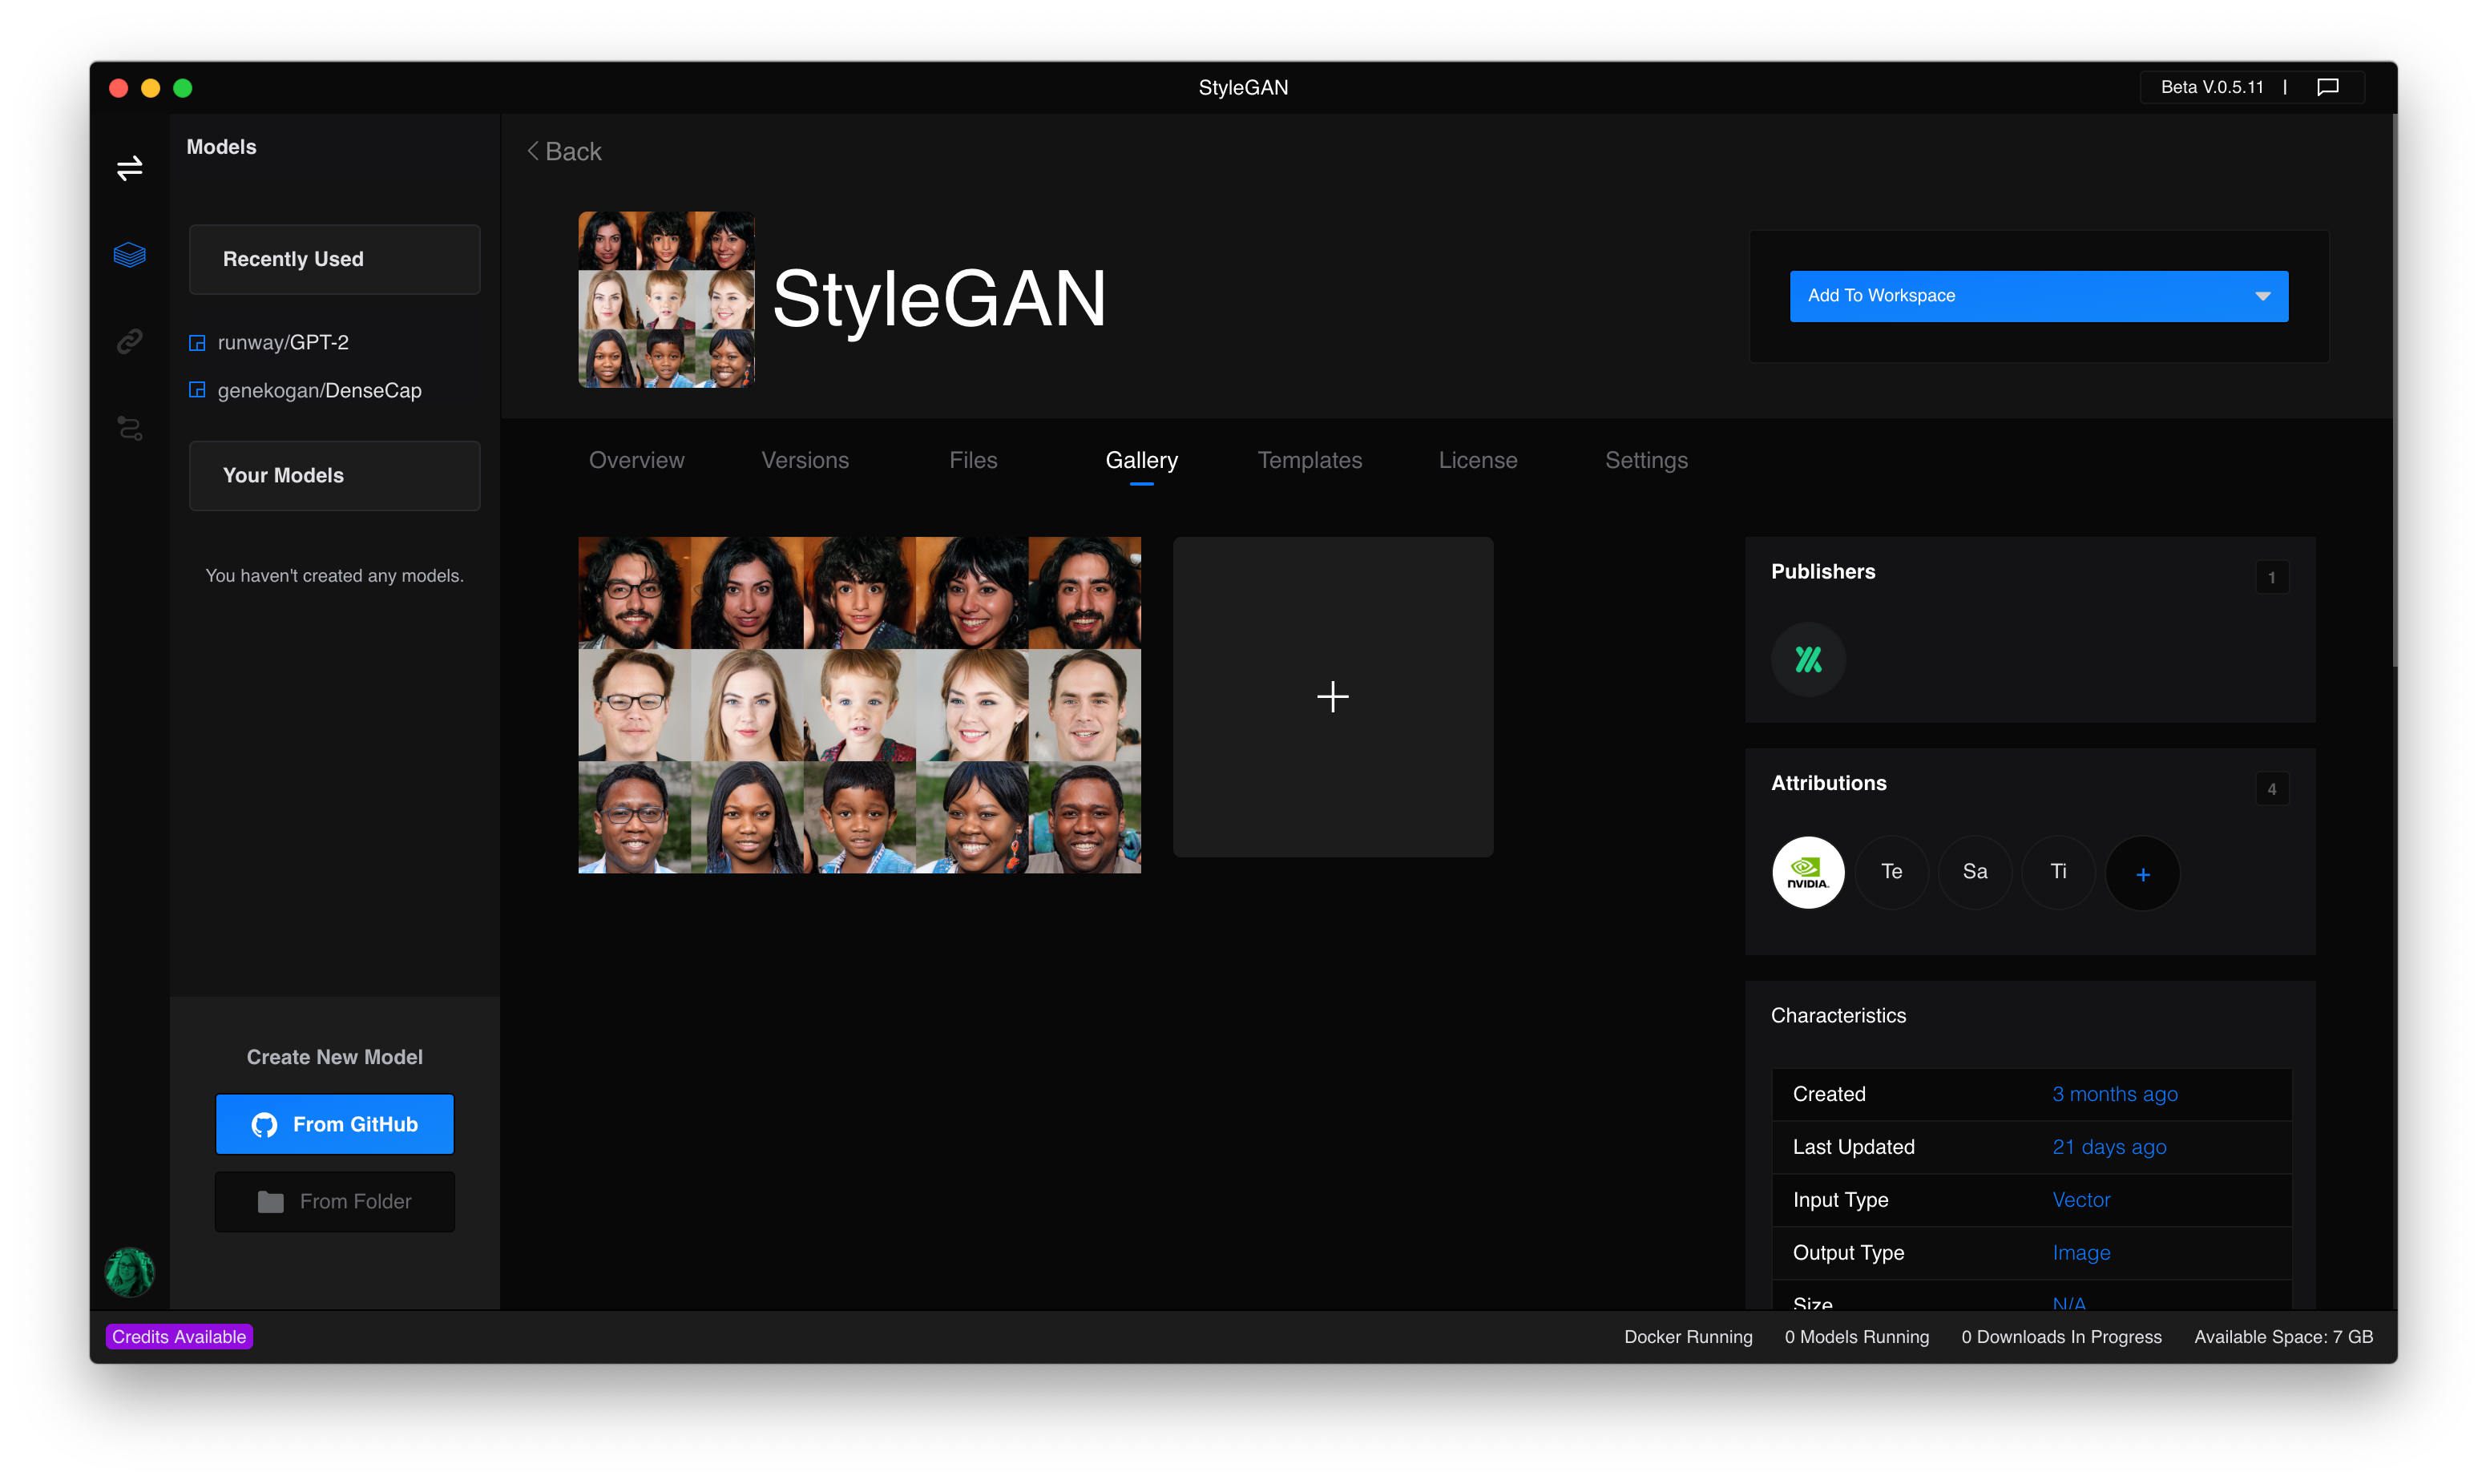 StyleGAN
Beta V.0.5.11 |
Models
Back
Recently Used
StyleGAN
Add To Workspace
runway/GPT-2
genekogan/DenseCap
Your Models
Overview Versions Files Gallery Templates License Settings
You haven't created any models.
Publishers
1
Attributions
4
NVIDIA.
Te
Sa
Ti
+
Characteristics
Create New Model
Created 3 months ago
From GitHub
Last Updated 21 days ago
Input Type Vector
From Folder
Output Type Image
Size N/A
Credits Available
Docker Running 0 Models Running 0 Downloads In Progress Available Space: 7 GB